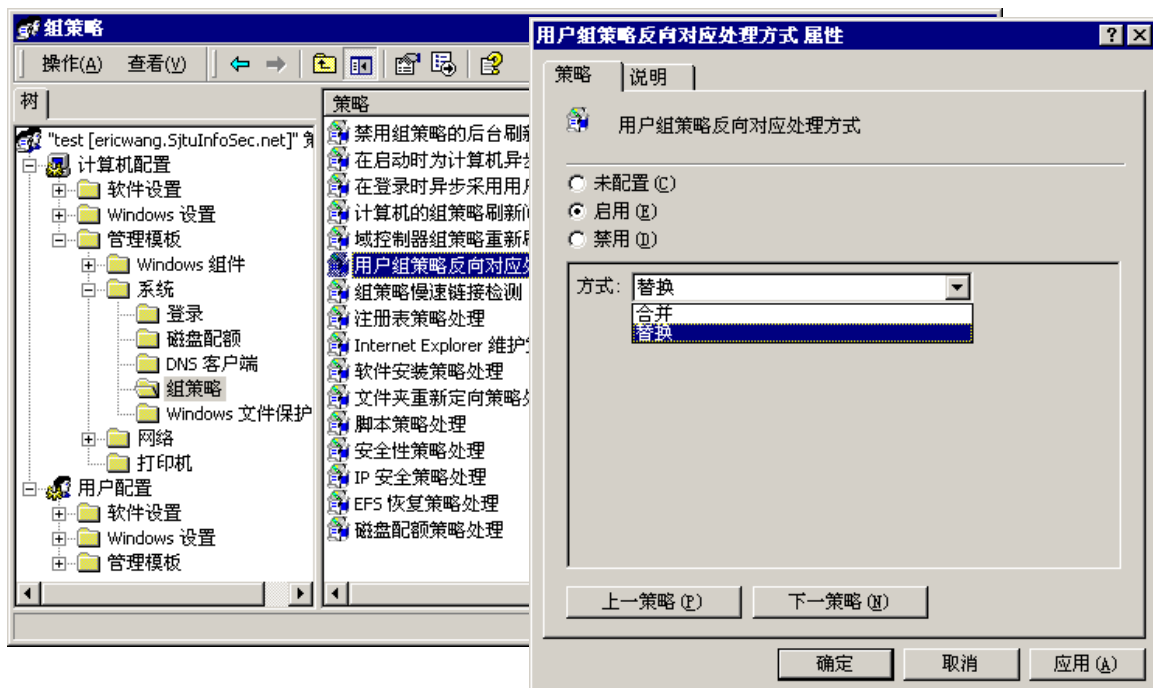 组策略
操作(A) 查看(V)
树
"test [ericwang.SjtuInfoSec.net]"
计算机配置
软件设置
Windows 设置
管理模板
Windows 组件
系统
登录
磁盘配额
DNS 客户端
组策略
Windows 文件保护
网络
打印机
用户配置
软件设置
Windows 设置
管理模板
策略
禁用组策略的后台刷
在启动时为计算机异
在登录时异步采用用
计算机的组策略刷新
域控制器组策略重新
用户组策略反向对应
组策略慢速链接检测
注册表策略处理
Internet Explorer 维护
软件安装策略处理
文件夹重新定向策略
脚本策略处理
安全性策略处理
IP 安全策略处理
EFS 恢复策略处理
磁盘配额策略处理
用户组策略反向对应处理方式 属性
策略 说明
用户组策略反向对应处理方式
未配置(C)
启用(E)
禁用(D)
方式: 替换
合并
替换
上一策略(P) 下一策略(N)
确定 取消 应用(A)